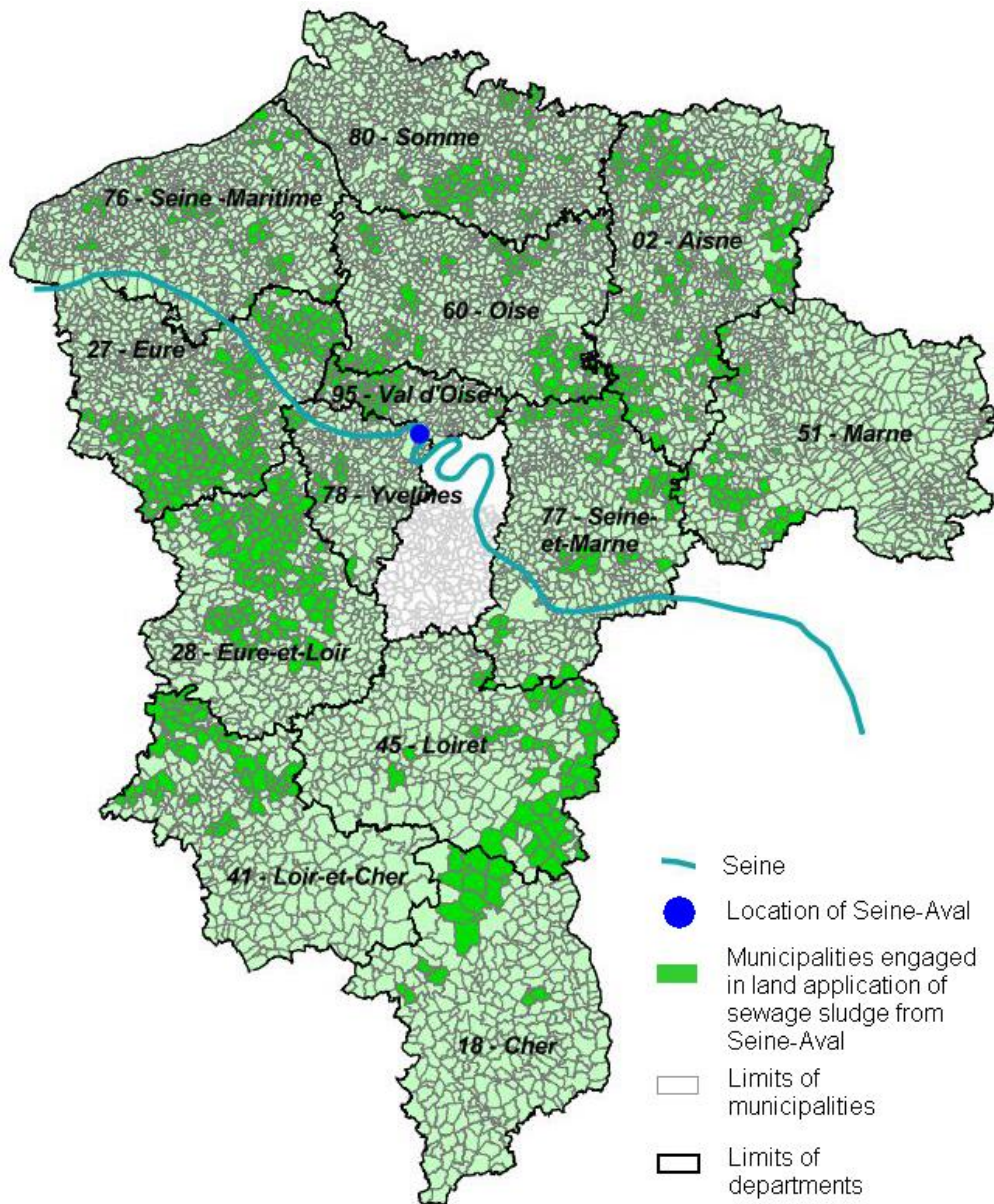 80 - Somme
76 - Seine -Maritime
02 - Aisne
60 - Oise
27 - Eure
95 - Val d'Oise
51 - Marne
78 - Yvelines
77 - Seine-
et-Marne
28 - Eure-et-Loir
45 - Loiret
41 - Loir-et-Cher
18 - Cher
Seine
Location of Seine-Aval
Municipalities engaged
in land application of
sewage sludge from
Seine-Aval
Limits of
municipalities
Limits of
departments